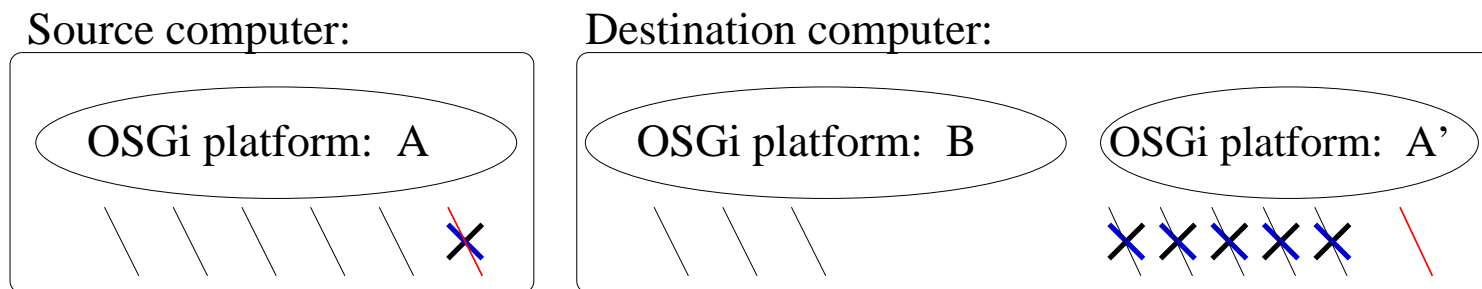 Source computer:
Destination computer:
OSGi platform: A
OSGi platform: B
OSGi platform: A’